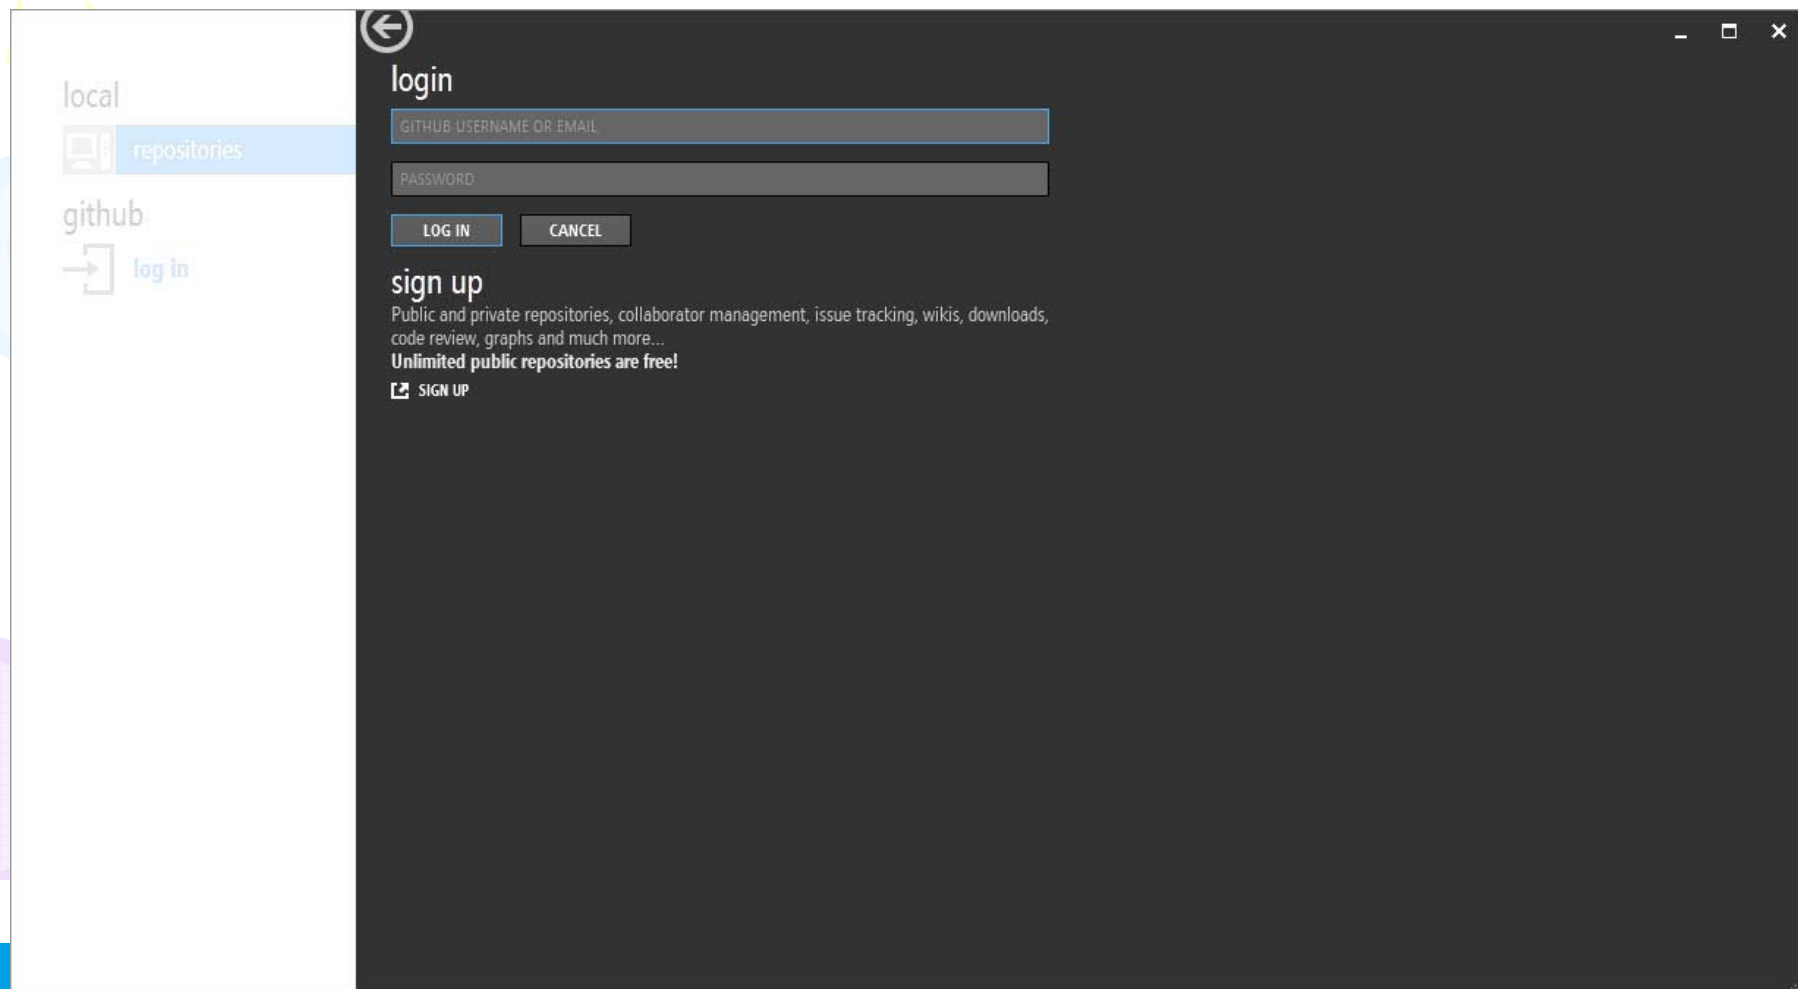 local
repositories
github
log in
login
GITHUB USERNAME OR EMAIL
PASSWORD
LOG IN
CANCEL
sign up
Public and private repositories, collaborator management, issue tracking, wikis, downloads,
code review, graphs and much more...
Unlimited public repositories are free!
SIGN UP